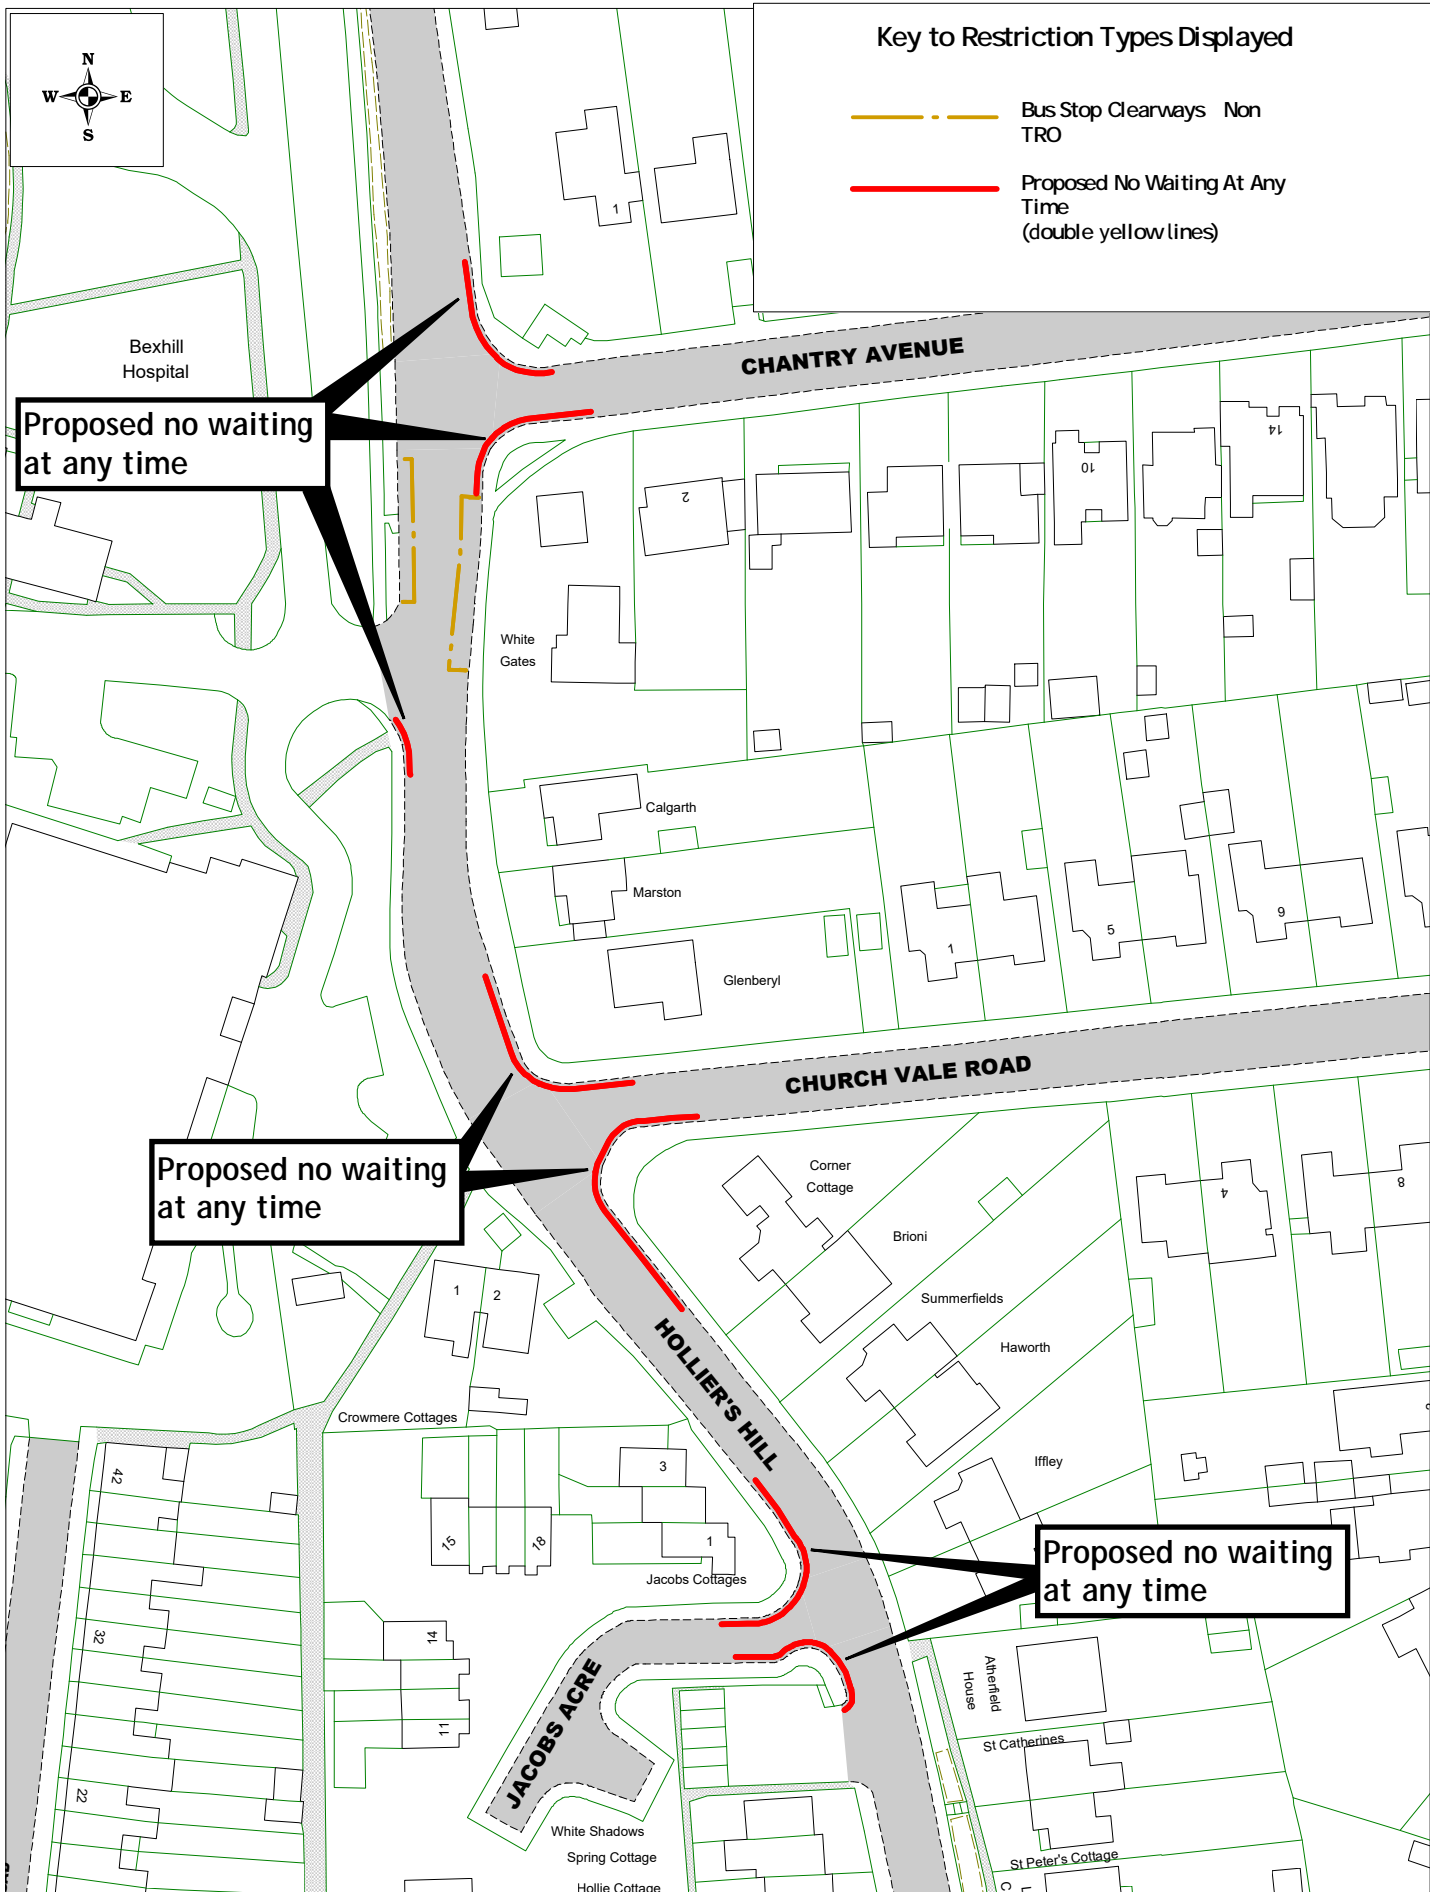 Key to Restriction Types Displayed
N
W E
S
Bus Stop Clearways Non
TRO
Proposed No Waiting At Any
Time
(double yellow lines)
1
Bexhill
Hospital
CHANTRY AVENUE
Proposed no waiting
at any time
2
10
14
White
Gates
Calgarth
Marston
Glenberyl
1
5
9
CHURCH VALE ROAD
Proposed no waiting
at any time
Corner
Cottage
4
8
Brioni
Summerfields
Haworth
1
2
HOLLIER'S HILL
Crowmere Cottages
Iffley
42
3
15
18
1
Jacobs Cottages
Proposed no waiting
at any time
32
14
11
22
JACOBS ACRE
Atherfield
House
St Catherines
White Shadows
Spring Cottage
Hollie Cottage
St Peter's Cottage